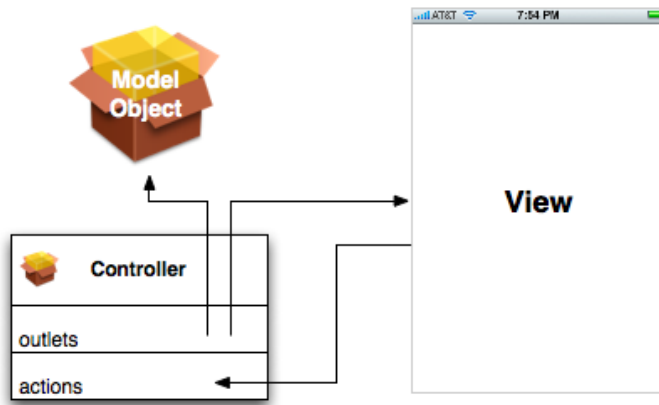 AT&T 7:54 PM
Model
Object
View
Controller
outlets
actions